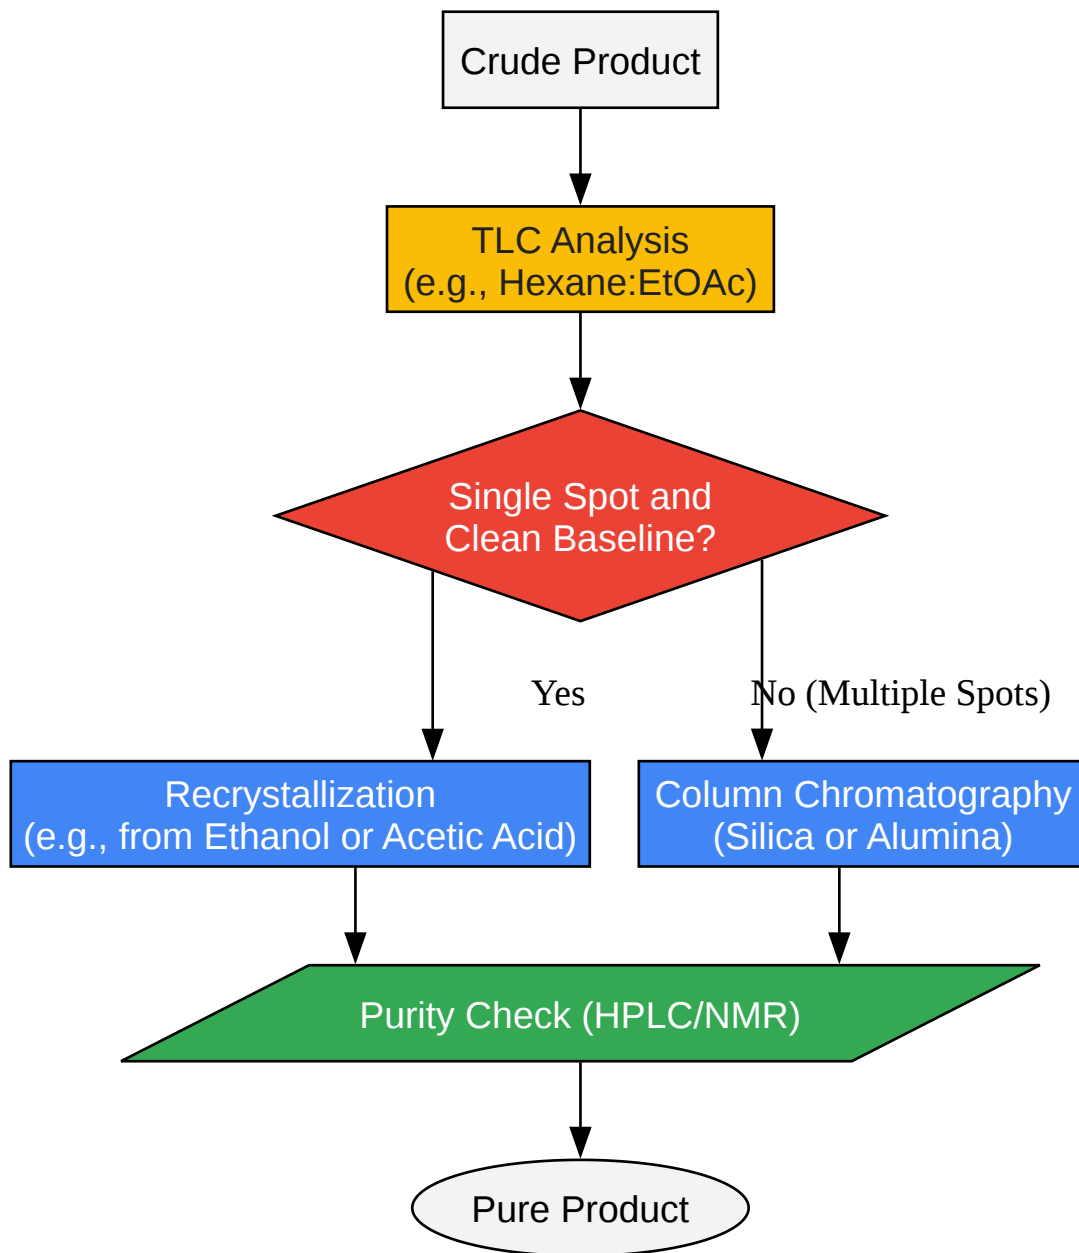 Crude Product
TLC Analysis
(e.g., Hexane:EtOAc)
Single Spot and
Clean Baseline?
Yes
No (Multiple Spots)
Recrystallization
(e.g., from Ethanol or Acetic Acid)
Column Chromatography
(Silica or Alumina)
Purity Check (HPLC/NMR)
Pure Product